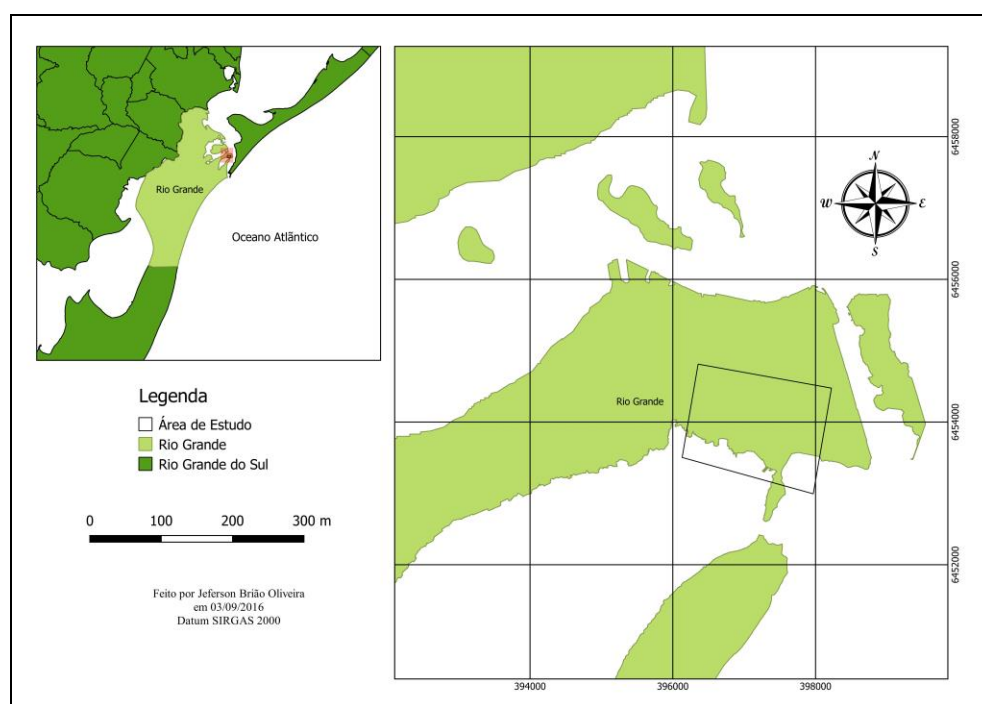 Rio Grande
Oceano Atlântico
Legenda
Área de Estudo
Rio Grande
Rio Grande do Sul
0 100 200 300 m
Feito por Jeferson Brião Oliveira
em 03/09/2016
Datum SIRGAS 2000
N
W E
S
Rio Grande
6458000
6456000
6454000
6452000
394000 396000 398000